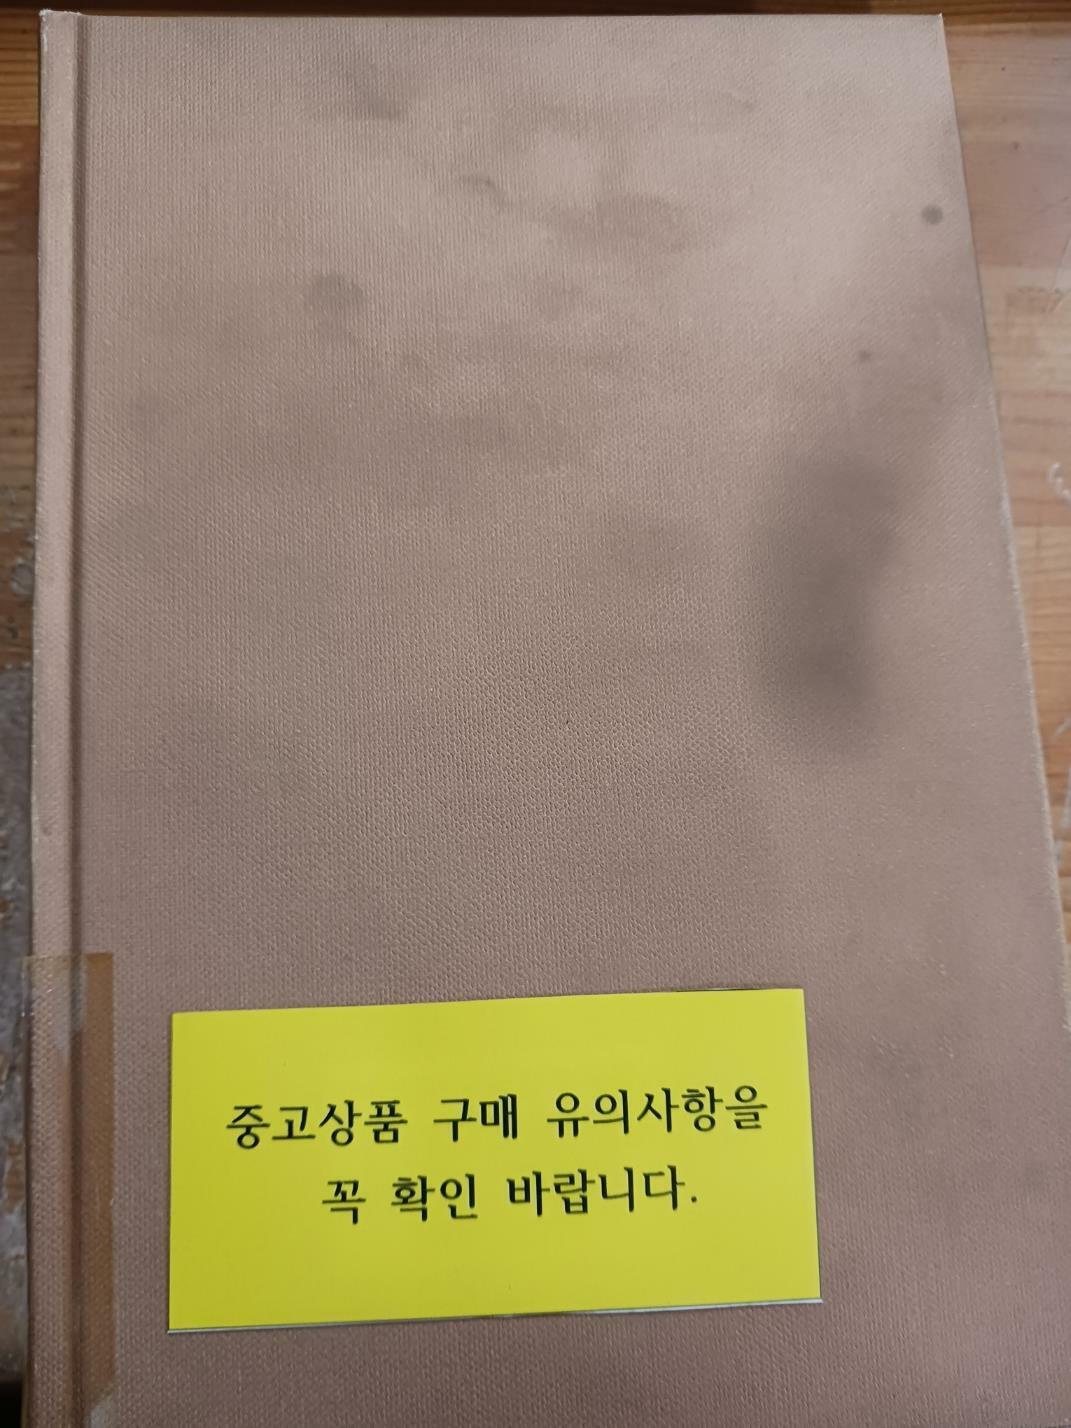 중고상품 구매 유의사항을
꼭 확인 바랍니다.